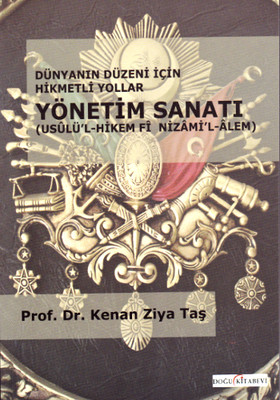 DÜNYANIN DÜZENİ İÇİN
HİKMETLİ YOLLAR
YÖNETİM SANATI
(USÛLÜ'L-HİKEM FÎ NİZÂMİ'L-ÂLEM)
Prof. Dr. Kenan Ziya Taş
DOĞU KİTABEVİ